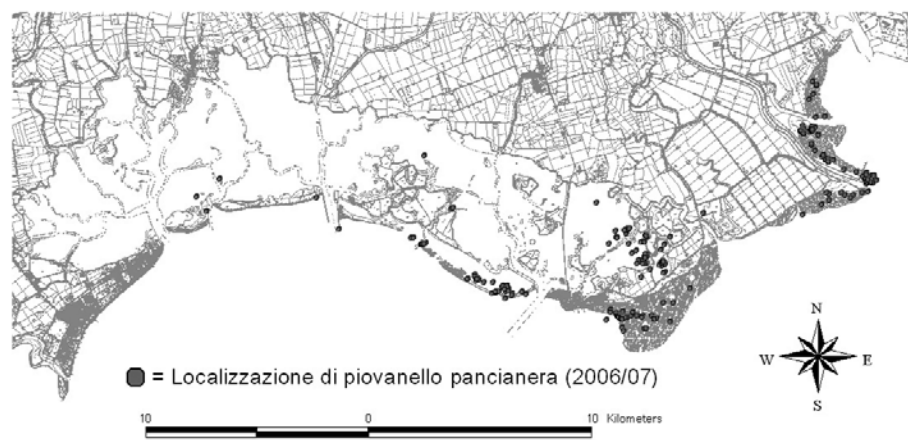 = Localizzazione di piovanello pancianera (2006/07)
N
W E
S
10 0 10 Kilometers